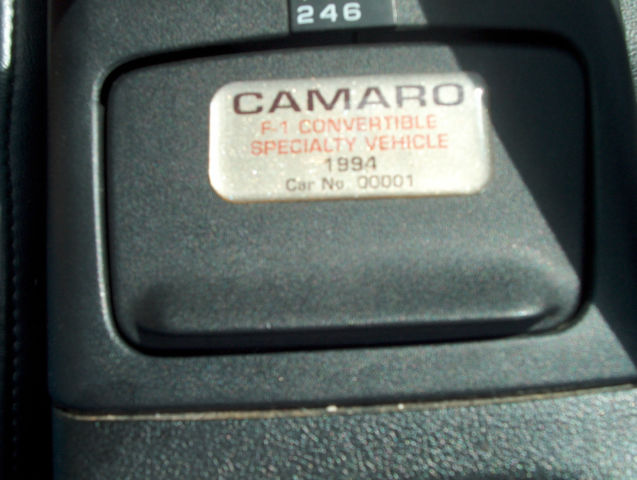 246
CAMARO
F-1 CONVERTIBLE
SPECIALTY VEHICLE
1994
Car No. 00001